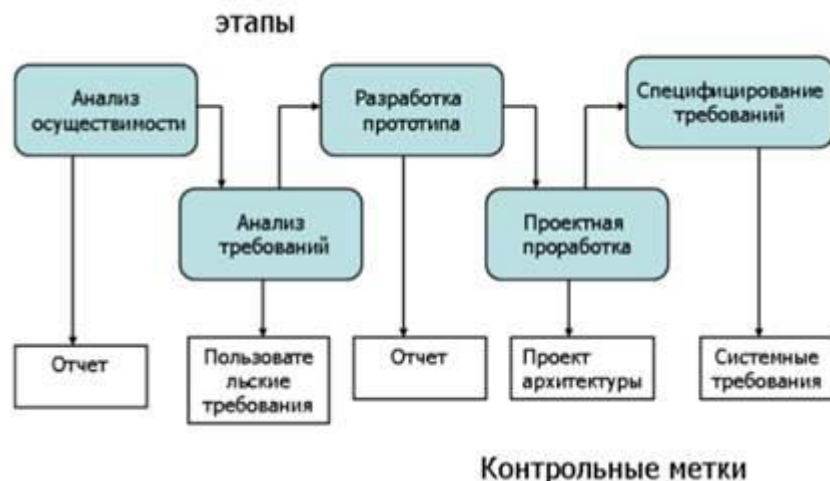 этапы
Анализ
осуществимости
Разработка
прототипа
Специфицирование
требований
Анализ
требований
Проектная
проработка
Отчет
Пользовате
льские
требования
Отчет
Проект
архитектуры
Системные
требования
Контрольные метки